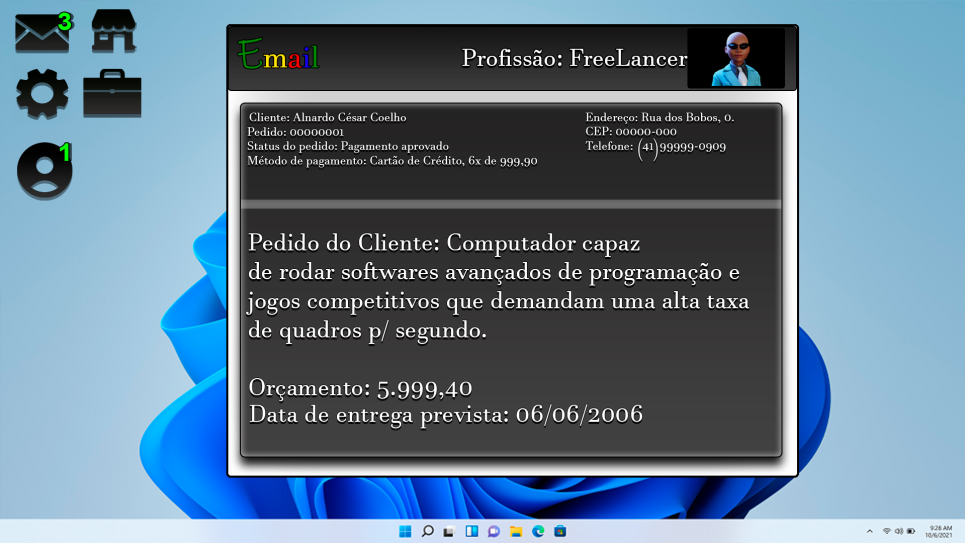 3
1
Email
Profissão: FreeLancer
Cliente: Alnardo César Coelho
Pedido: 00000001
Status do pedido: Pagamento aprovado
Método de pagamento: Cartão de Crédito, 6x de 999,90
Endereço: Rua dos Bobos, 0.
CEP: 00000-000
Telefone: (41)99999-0909
Pedido do Cliente: Computador capaz
de rodar softwares avançados de programação e
jogos competitivos que demandam uma alta taxa
de quadros p/ segundo.
Orçamento: 5.999,40
Data de entrega prevista: 06/06/2006
9:28 AM
10/6/2021